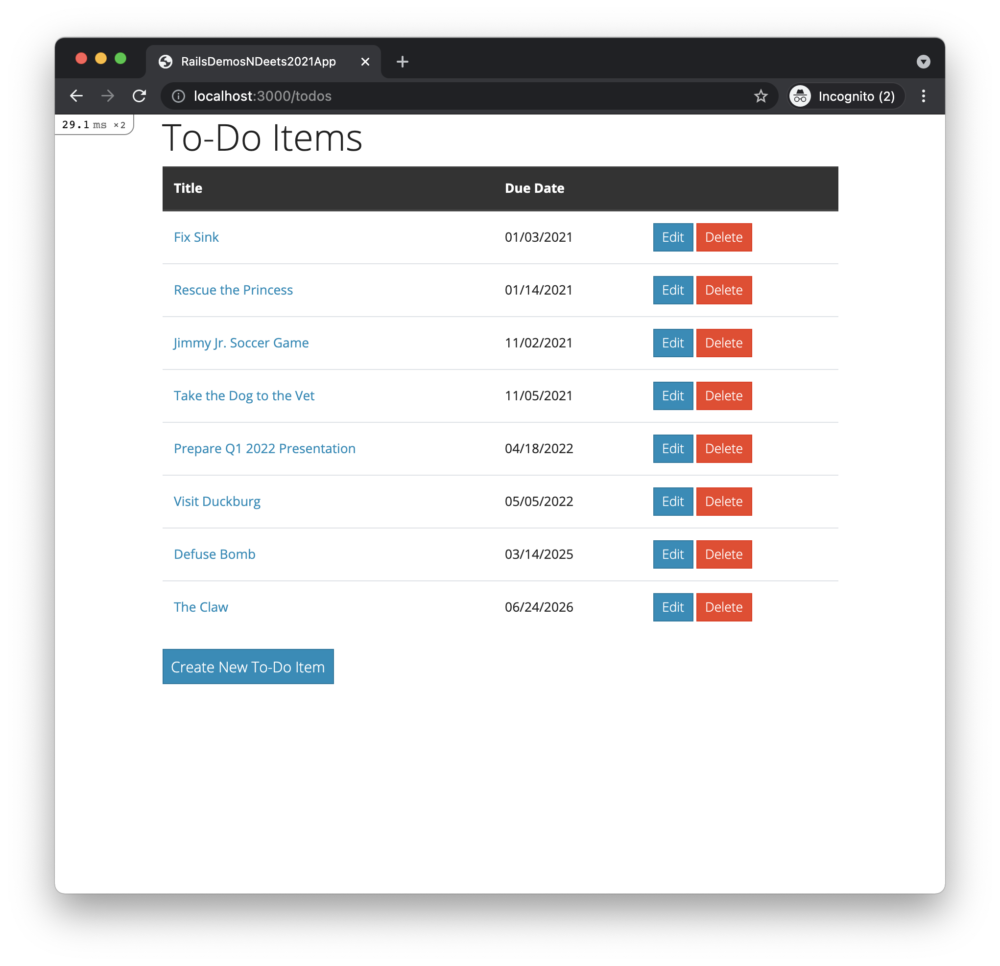 RailsDemosNDeets2021App
localhost:3000/todos
Incognito (2)
29.1 ms ×2
To-Do Items
Title Due Date
Fix Sink 01/03/2021 Edit Delete
Rescue the Princess 01/14/2021 Edit Delete
Jimmy Jr. Soccer Game 11/02/2021 Edit Delete
Take the Dog to the Vet 11/05/2021 Edit Delete
Prepare Q1 2022 Presentation 04/18/2022 Edit Delete
Visit Duckburg 05/05/2022 Edit Delete
Defuse Bomb 03/14/2025 Edit Delete
The Claw 06/24/2026 Edit Delete
Create New To-Do Item